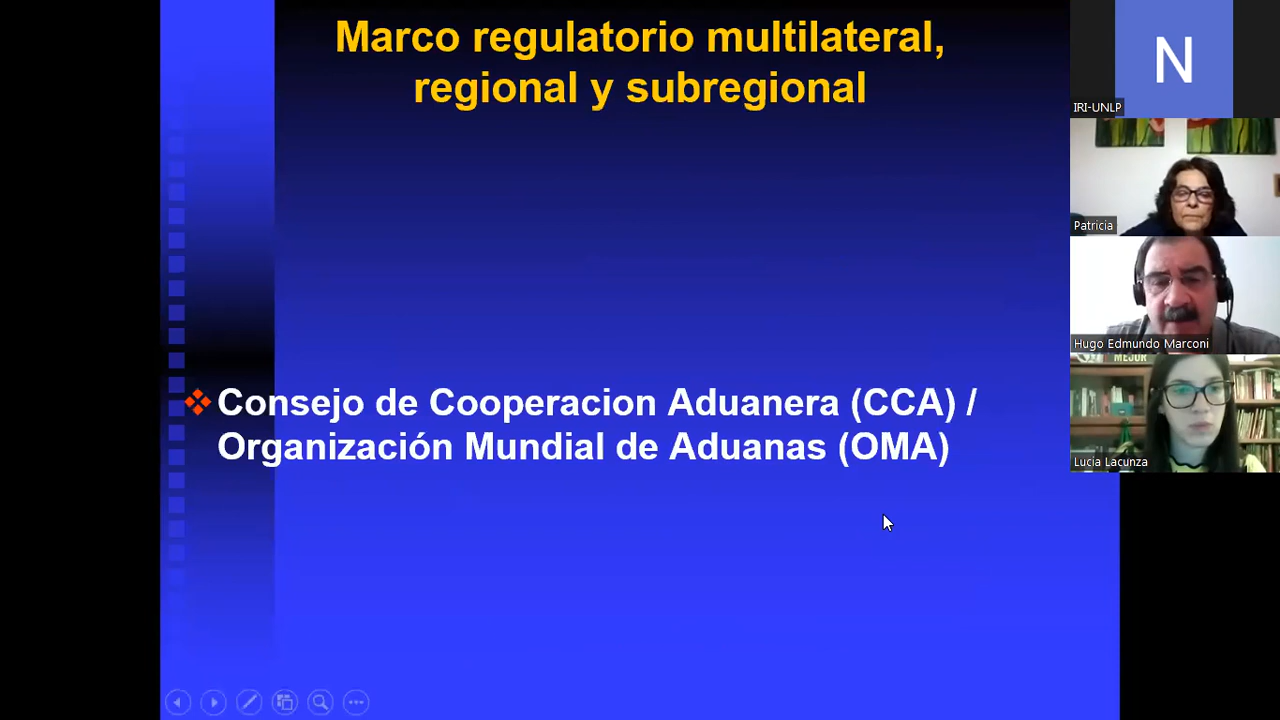 Marco regulatorio multilateral,
regional y subregional
Consejo de Cooperacion Aduanera (CCA) /
Organización Mundial de Aduanas (OMA)
N
IRI-UNLP
Patricia
Hugo Edmundo Marconi
MEJOR
Lucía Lacunza